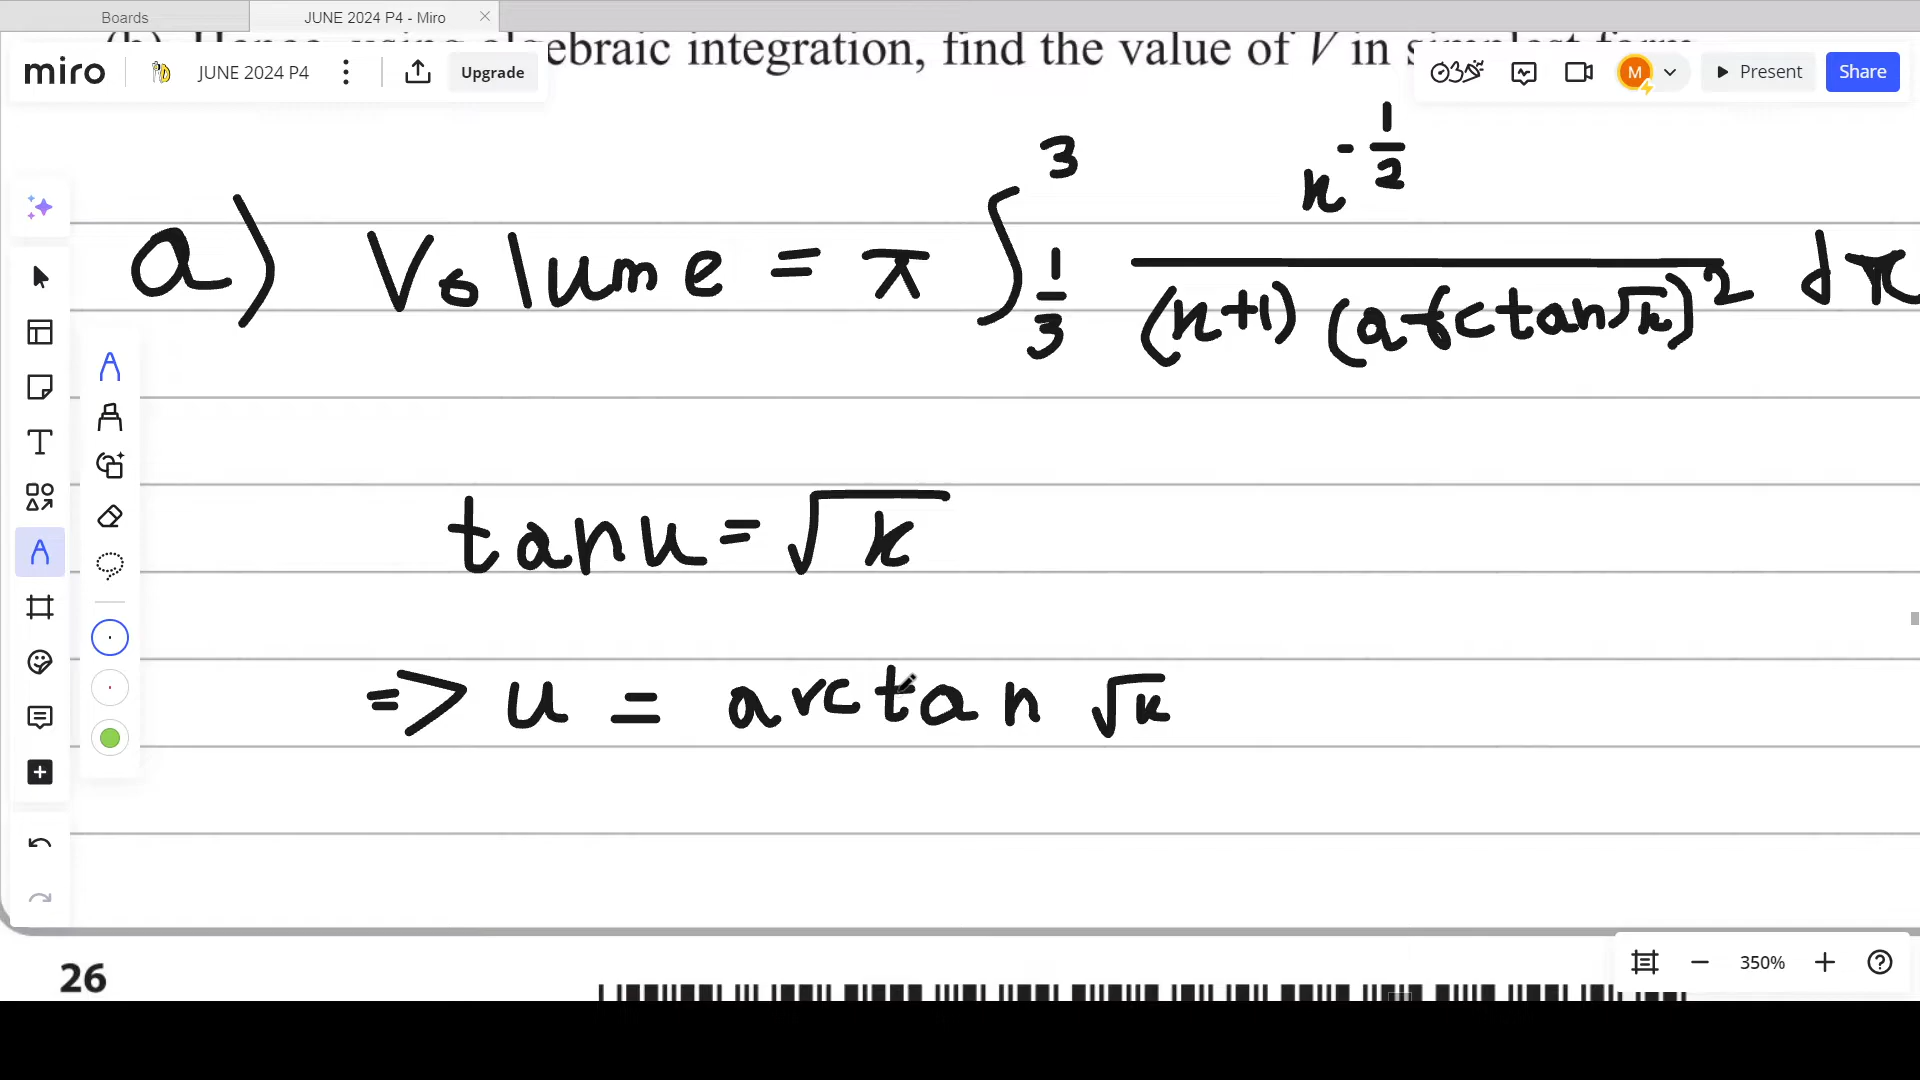 Boards
JUNE 2024 P4 - Miro
miro
JUNE 2024 P4
Upgrade
algebraic integration, find the value of V in
M
Present
Share
a) Volume = π ∫_{1/3}^{3} x^{-1/2} / ((x+1)(arctan√x)^2) dx
tan u = √x
=> u = arctan √x
350%
26